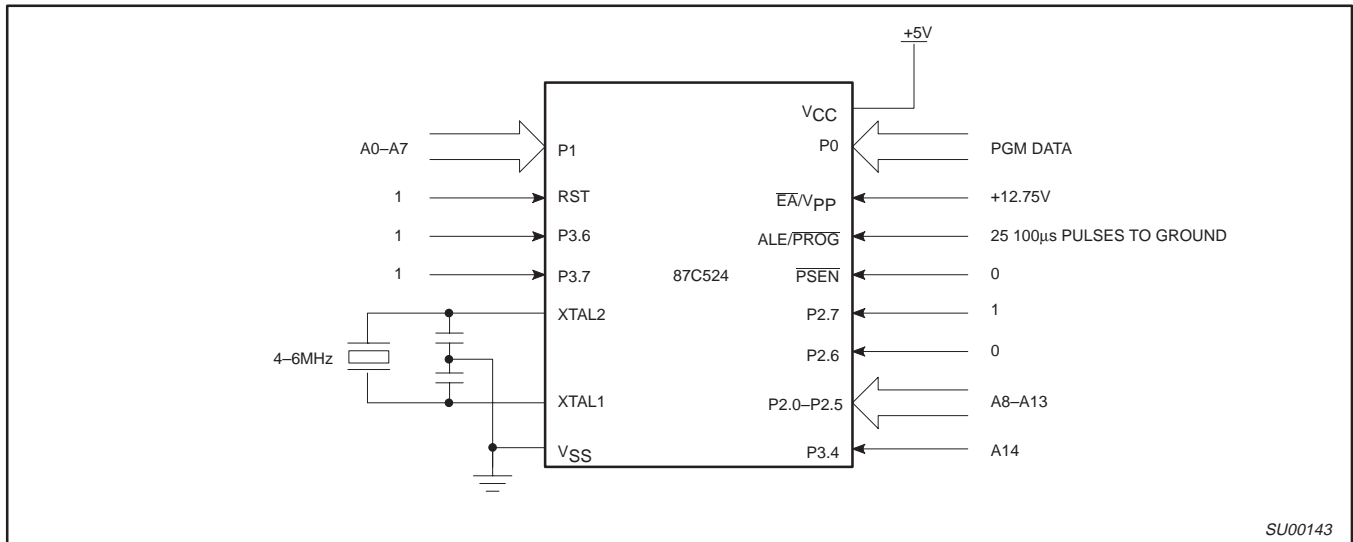 +5V
VCC
A0–A7
P1
P0
PGM DATA
1
RST
EA/VPP
+12.75V
1
P3.6
ALE/PROG
25 100μs PULSES TO GROUND
1
P3.7
87C524
PSEN
0
XTAL2
P2.7
1
4–6MHz
P2.6
0
XTAL1
P2.0–P2.5
A8–A13
VSS
P3.4
A14
SU00143